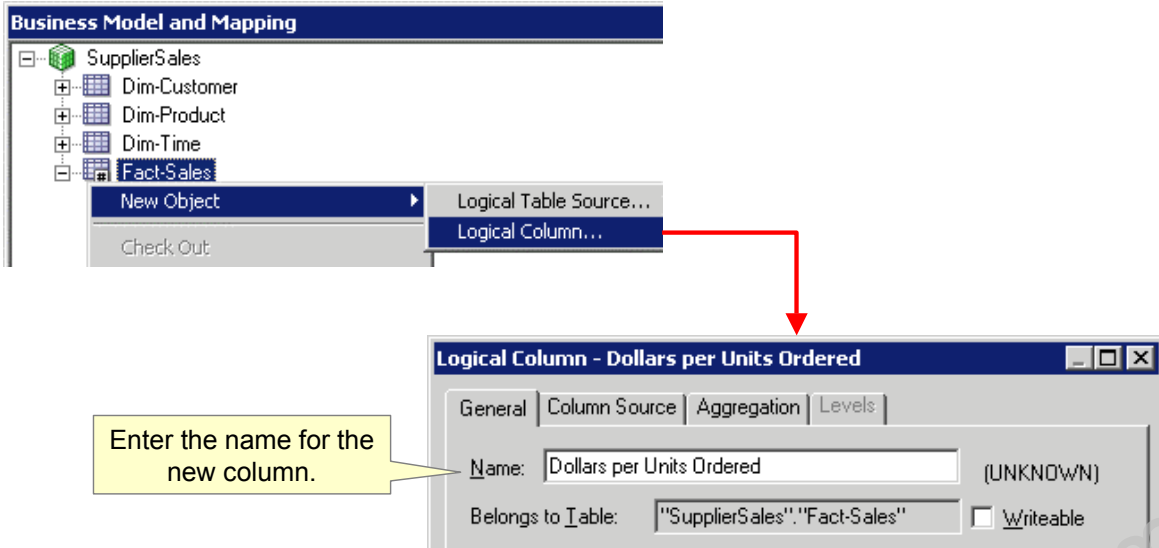 Business Model and Mapping
SupplierSales
Dim-Customer
Dim-Product
Dim-Time
Fact-Sales
New Object
Logical Table Source...
Logical Column...
Check Out
Logical Column - Dollars per Units Ordered
General Column Source Aggregation Levels
Enter the name for the
new column.
Name: Dollars per Units Ordered (UNKNOWN)
Belongs to Table: "SupplierSales"."Fact-Sales" Writeable